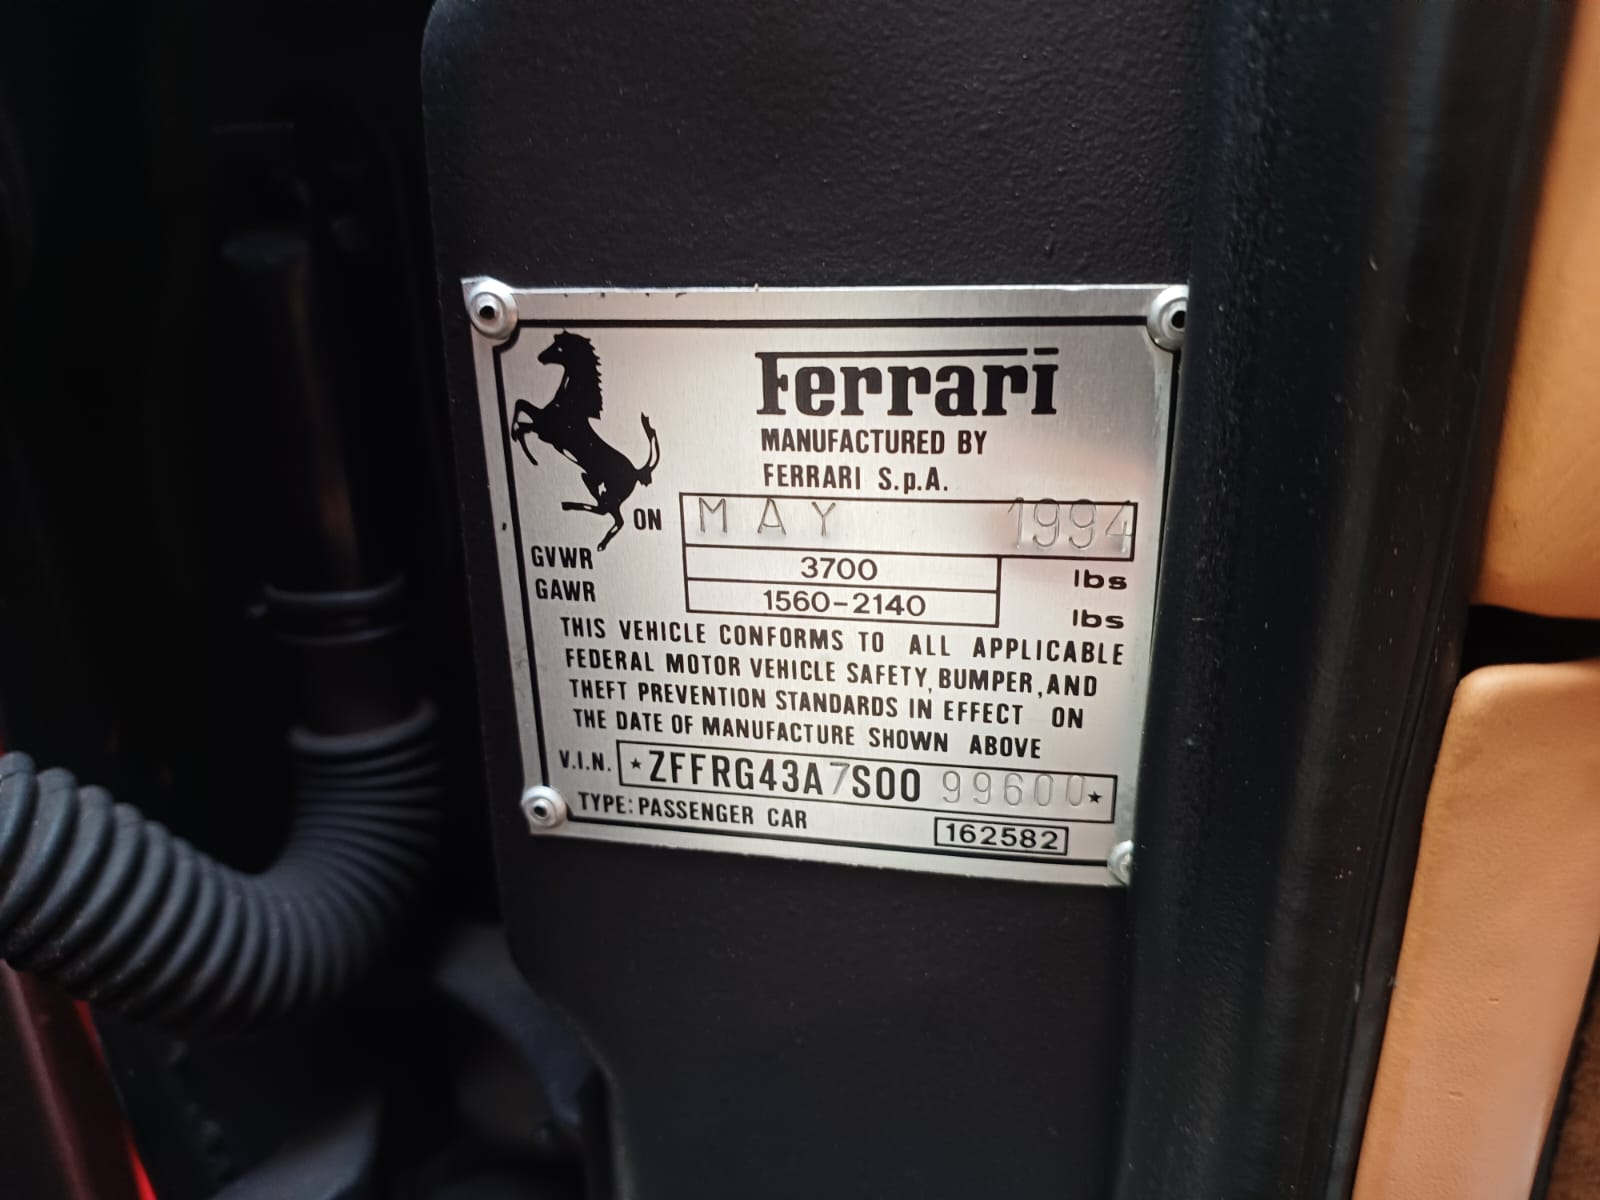 Ferrari
MANUFACTURED BY
FERRARI S.p.A.
ON MAY 1994
GVWR 3700 lbs
GAWR 1560-2140 lbs
THIS VEHICLE CONFORMS TO ALL APPLICABLE
FEDERAL MOTOR VEHICLE SAFETY, BUMPER, AND
THEFT PREVENTION STANDARDS IN EFFECT ON
THE DATE OF MANUFACTURE SHOWN ABOVE
V.I.N. *ZFFRG43A7S0099600*
TYPE: PASSENGER CAR 162582